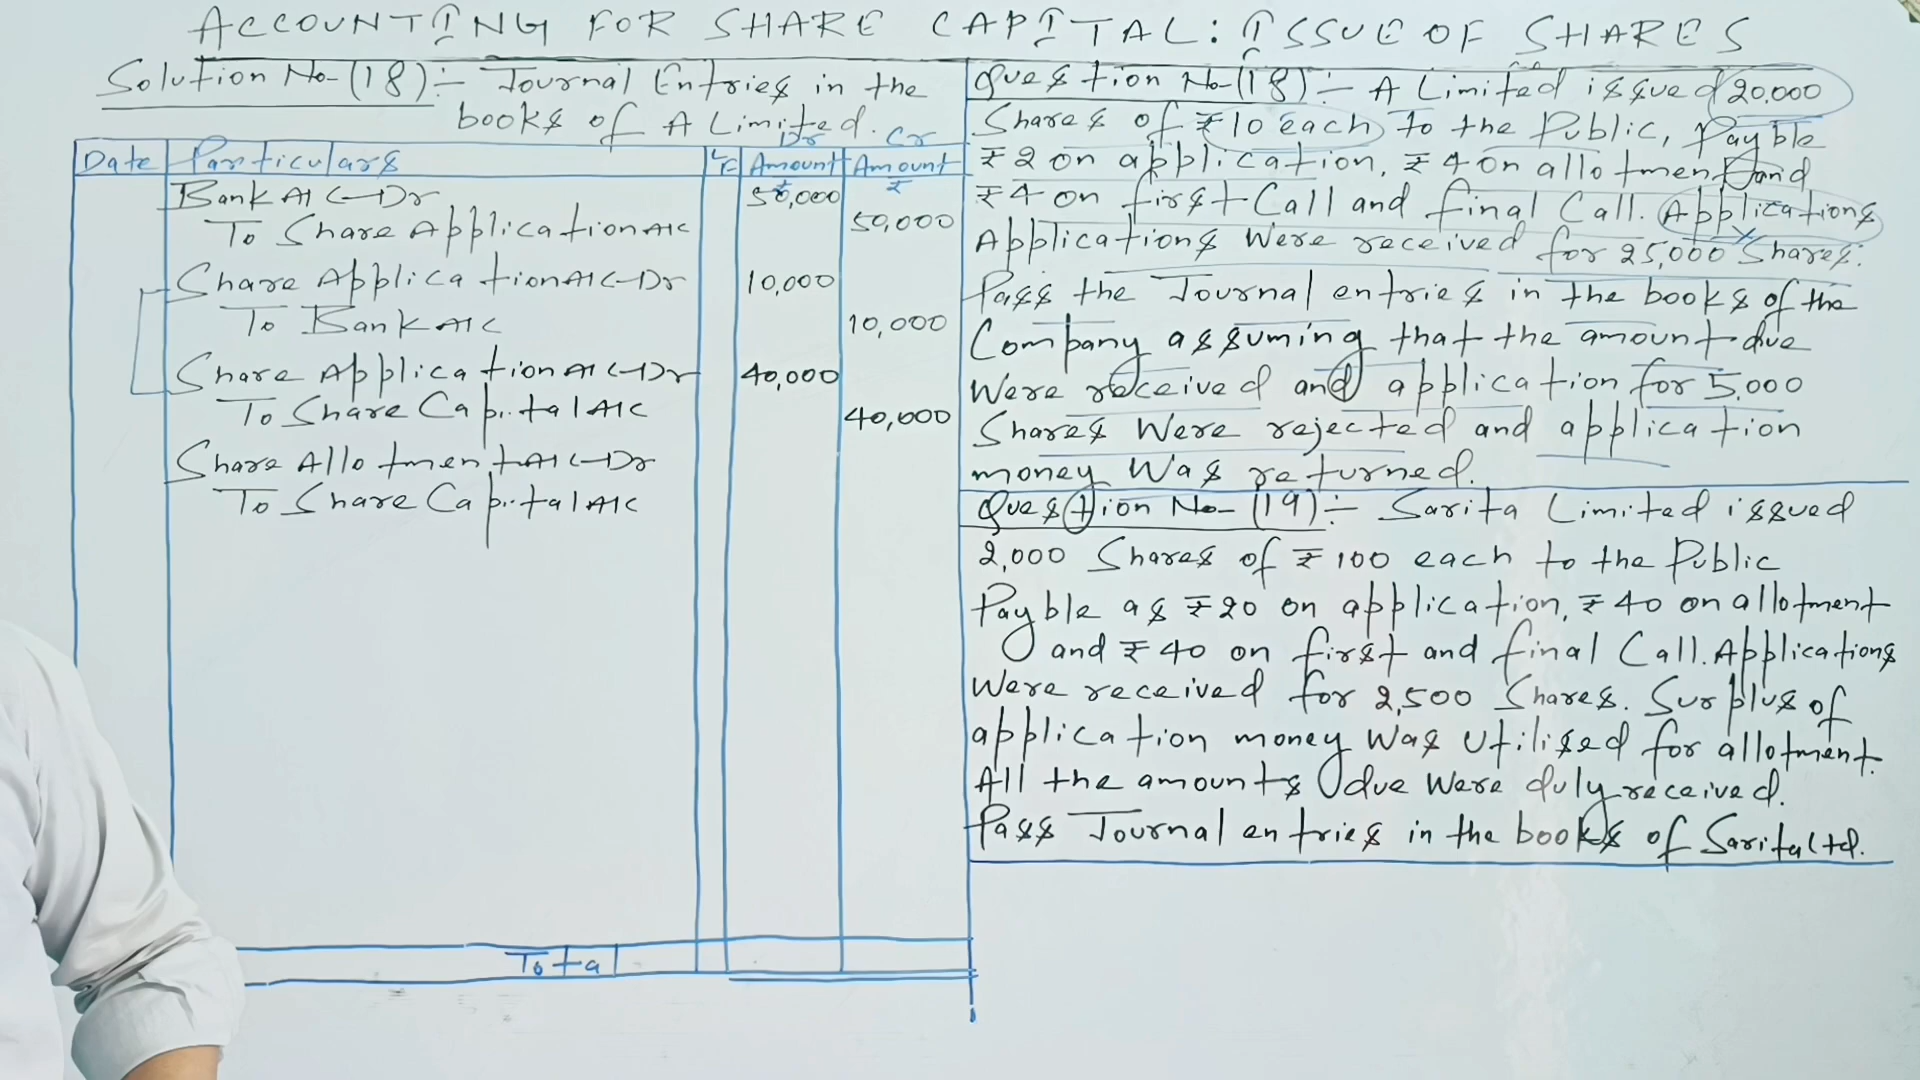 ACCOUNTING FOR SHARE CAPITAL: ISSUE OF SHARES
Solution No-(18):- Journal Entries in the
books of A Limited.
Dr Cr
Date Particulars LF Amount ₹ Amount ₹
Bank A/C-Dr 50,000
To Share Application A/C 50,000
Share Application A/C-Dr 10,000
To Bank A/C 10,000
Share Application A/C-Dr 40,000
To Share Capital A/C 40,000
Share Allotment A/C-Dr
To Share Capital A/C
Total
Question No-(18):- A Limited issued 20,000
Shares of ₹10 each to the Public, Payble
₹2 on application, ₹4 on allotment and
₹4 on first Call and final Call. Applications
Applications Were received for 25,000 Shares.
Pass the Journal entries in the books of the
Company assuming that the amount due
Were received and application for 5,000
Shares Were rejected and application
money Was returned.
Question No-(19):- Sarita Limited issued
2,000 Shares of ₹100 each to the Public
Payble as ₹20 on application, ₹40 on allotment
and ₹40 on first and final Call. Applications
Were received for 2,500 Shares. Surplus of
application money Was Utilised for allotment.
All the amounts due Were duly received.
Pass Journal entries in the books of Sarita Ltd.